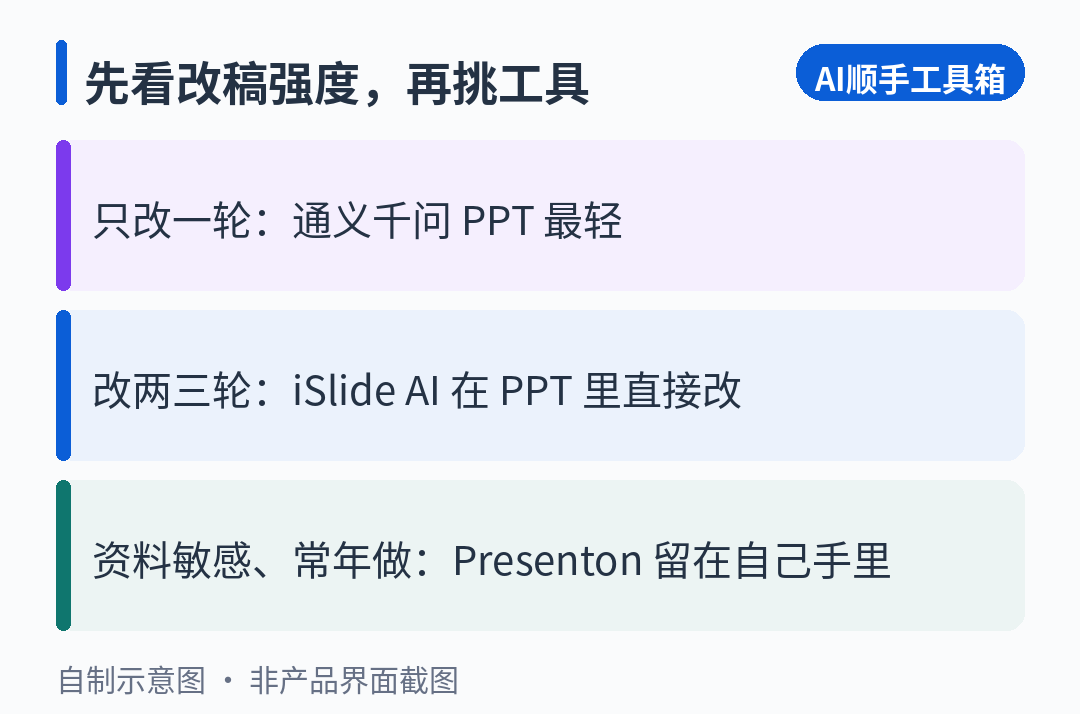 先看改稿强度，再挑工具
AI顺手工具箱
只改一轮：通义千问 PPT 最轻
改两三轮：iSlide AI 在 PPT 里直接改
资料敏感、常年做：Presenton 留在自己手里
自制示意图 · 非产品界面截图